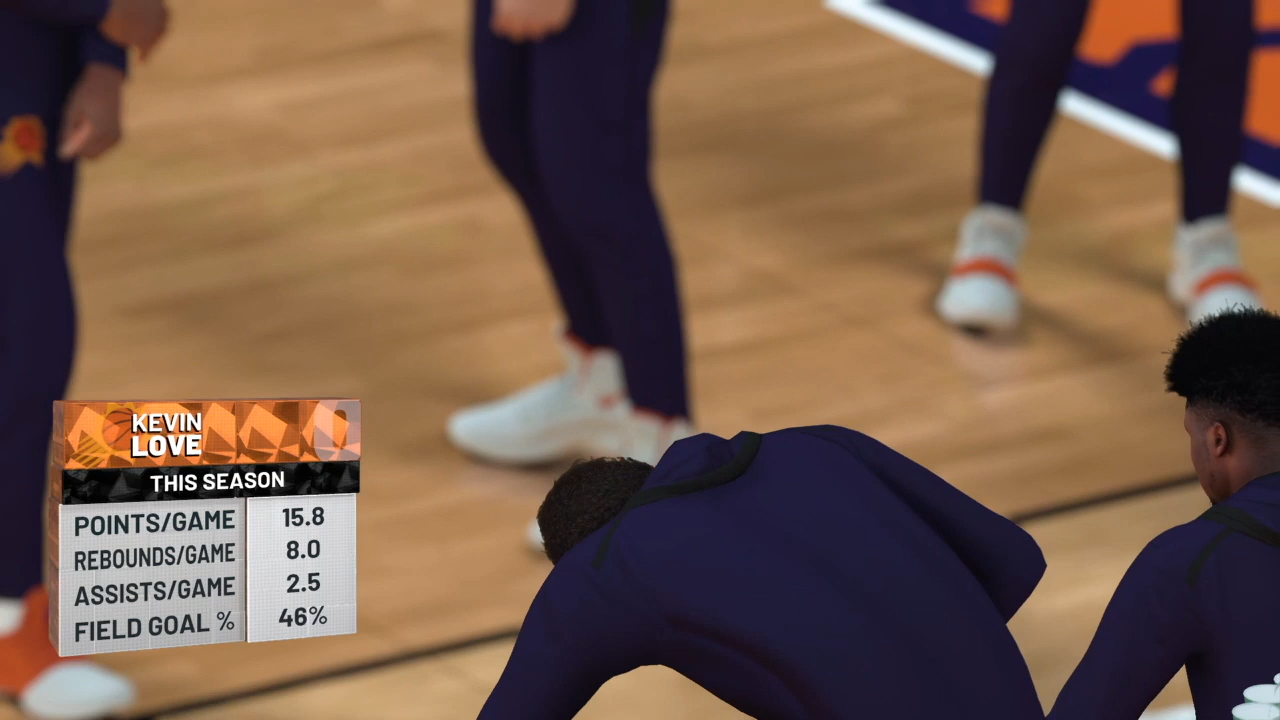 KEVIN
LOVE
THIS SEASON
POINTS/GAME 15.8
REBOUNDS/GAME 8.0
ASSISTS/GAME 2.5
FIELD GOAL % 46%